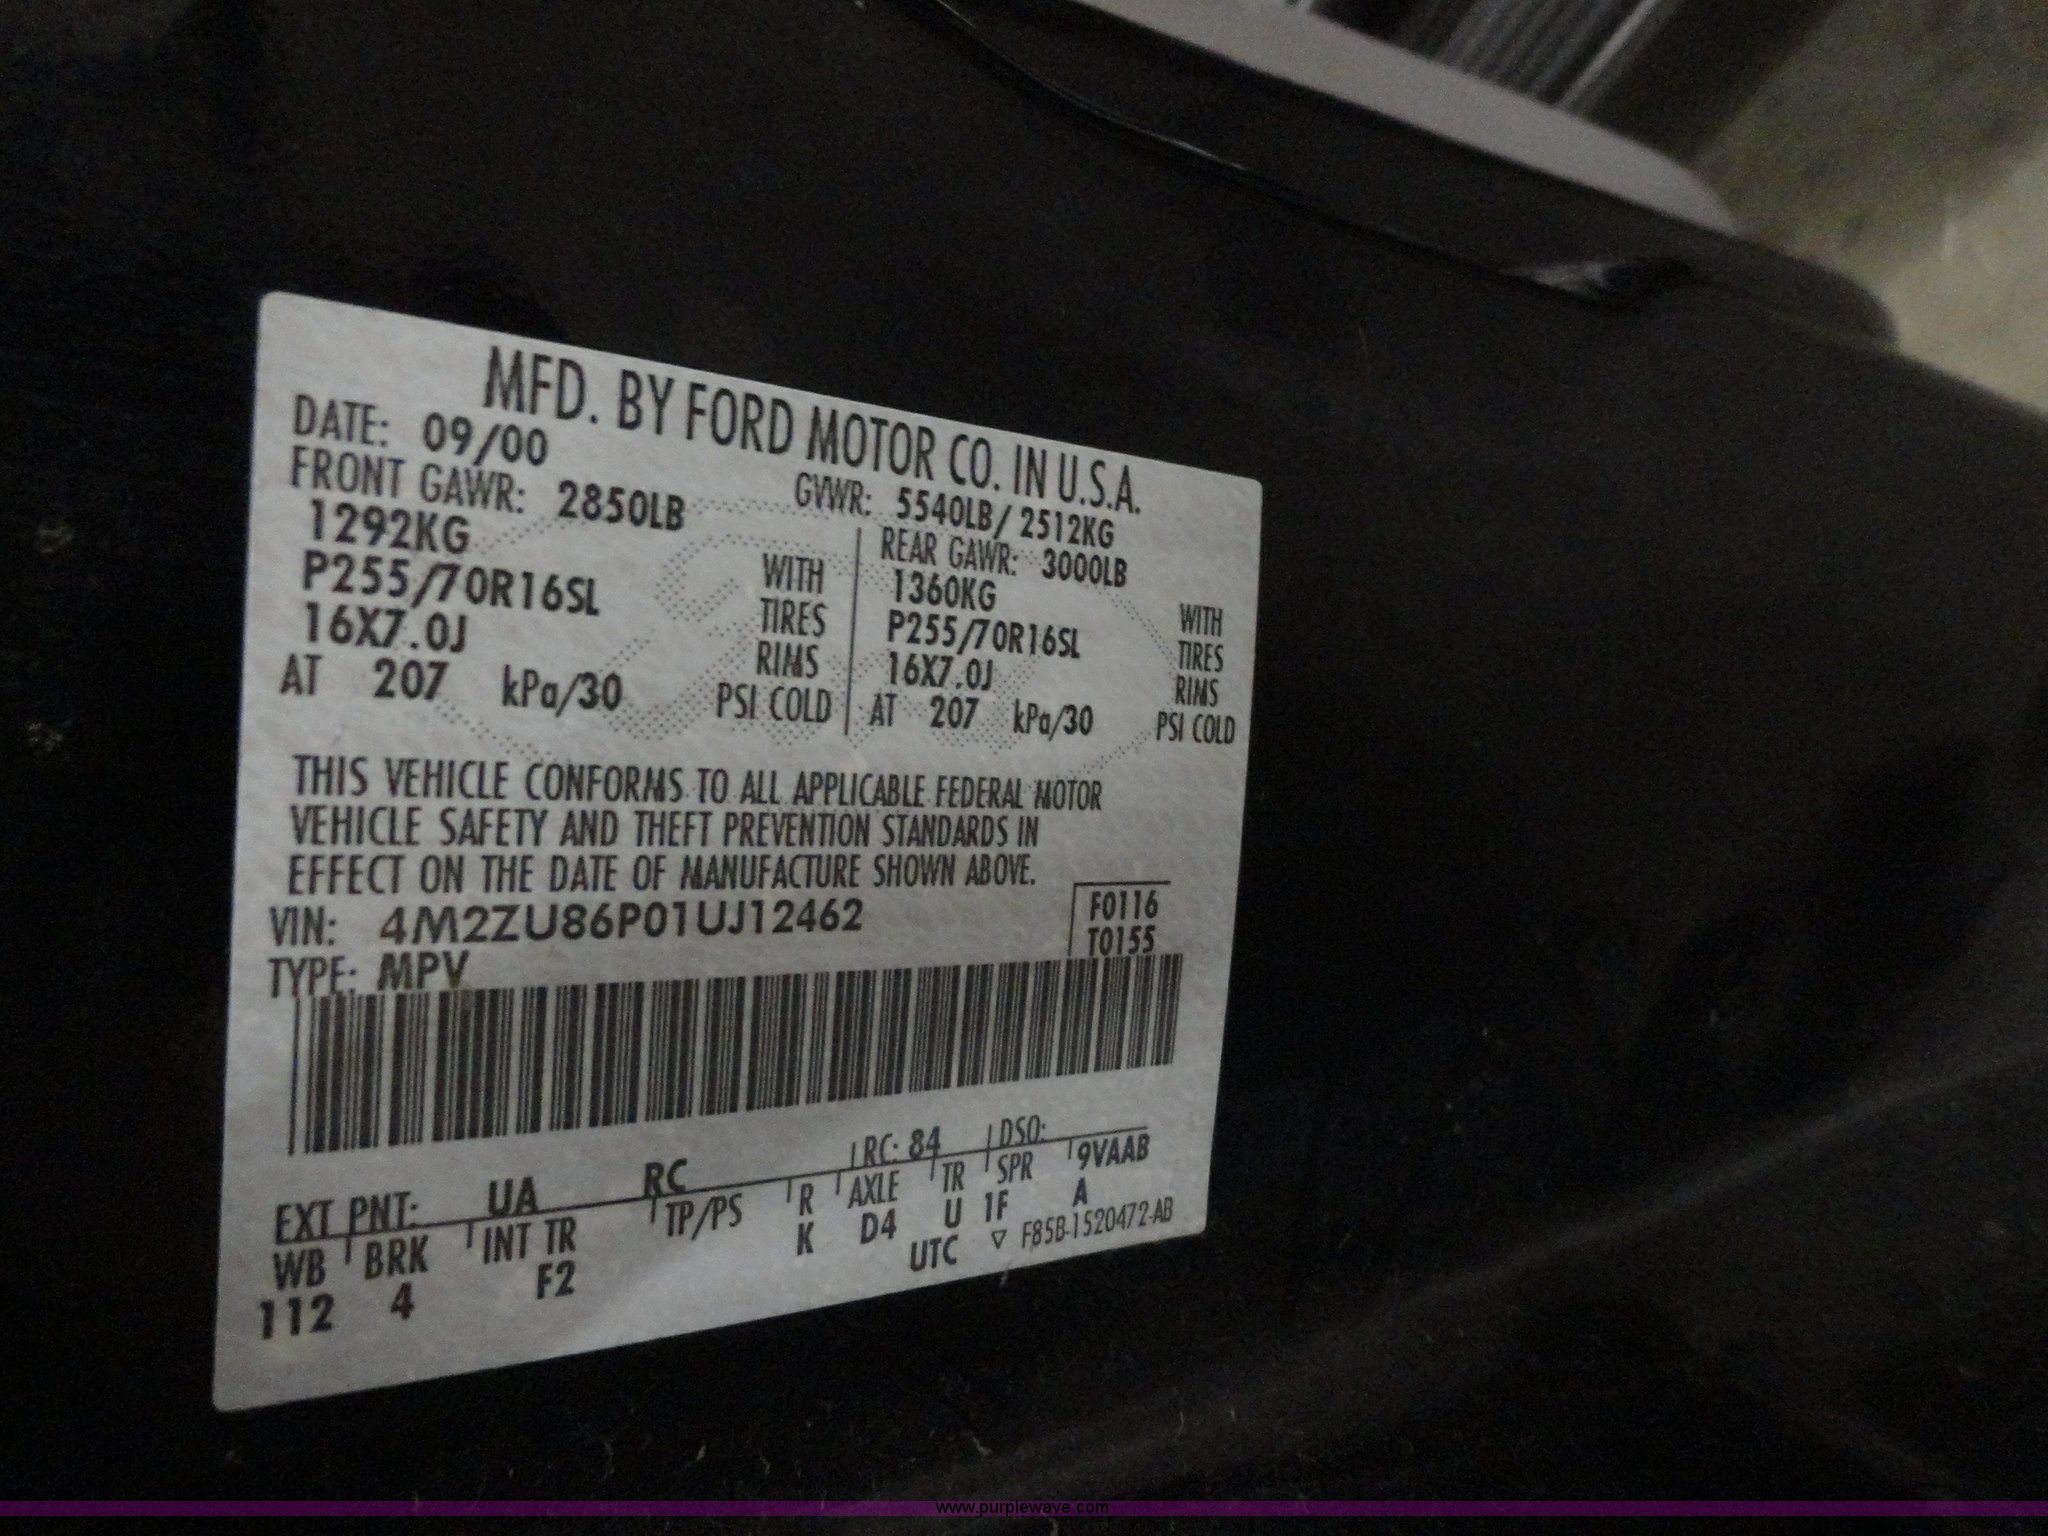 MFD. BY FORD MOTOR CO. IN U.S.A.
DATE: 09/00 GVWR: 5540LB/ 2512KG
FRONT GAWR: 2850LB REAR GAWR: 3000LB
1292KG WITH 1360KG WITH
P255/70R16SL TIRES P255/70R16SL TIRES
16X7.0J RIMS 16X7.0J RIMS
AT 207 kPa/30 PSI COLD AT 207 kPa/30 PSI COLD
THIS VEHICLE CONFORMS TO ALL APPLICABLE FEDERAL MOTOR
VEHICLE SAFETY AND THEFT PREVENTION STANDARDS IN
EFFECT ON THE DATE OF MANUFACTURE SHOWN ABOVE.
VIN: 4M2ZU86P01UJ12462 F0116
TYPE: MPV T0155
EXT PNT: UA RC RC: 84 DSO:
WB BRK INT TR TP/PS R AXLE TR SPR 9VAAB
112 4 F2 K D4 U 1F A
UTC ▽ F85B-1520472-AB
www.purplewave.com